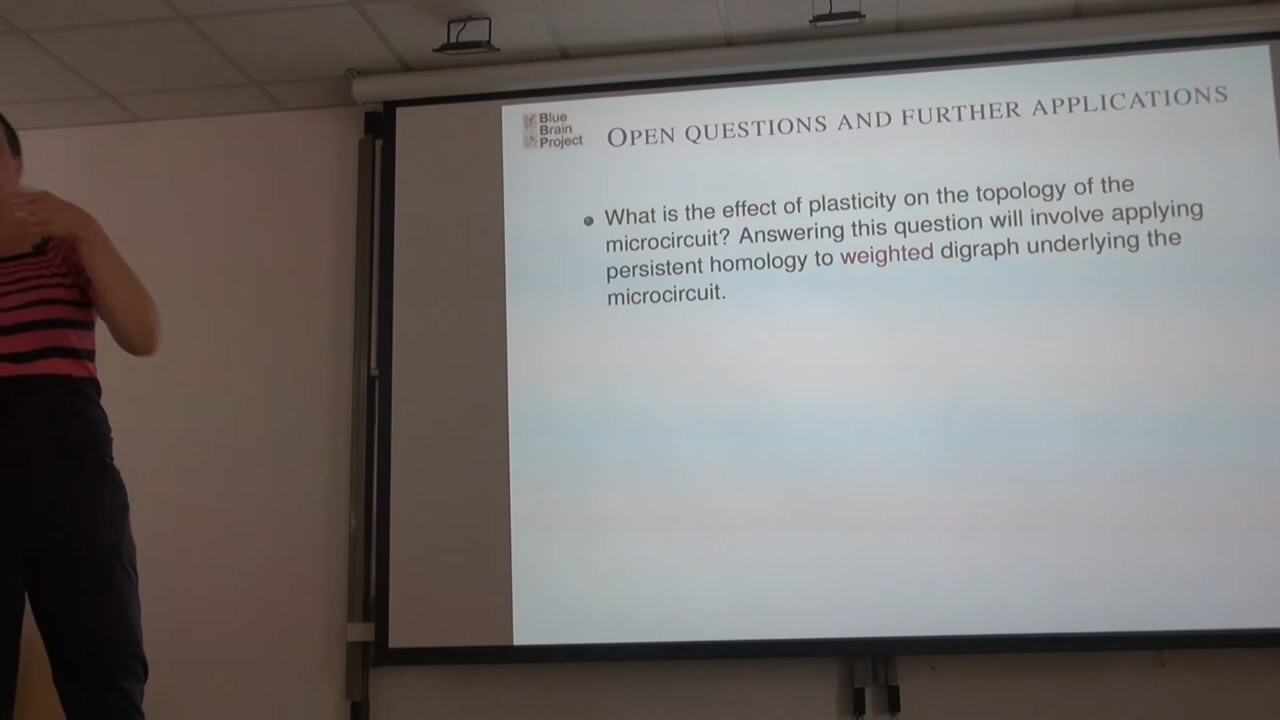 Blue
Brain
Project
OPEN QUESTIONS AND FURTHER APPLICATIONS
• What is the effect of plasticity on the topology of the
microcircuit? Answering this question will involve applying
persistent homology to weighted digraph underlying the
microcircuit.